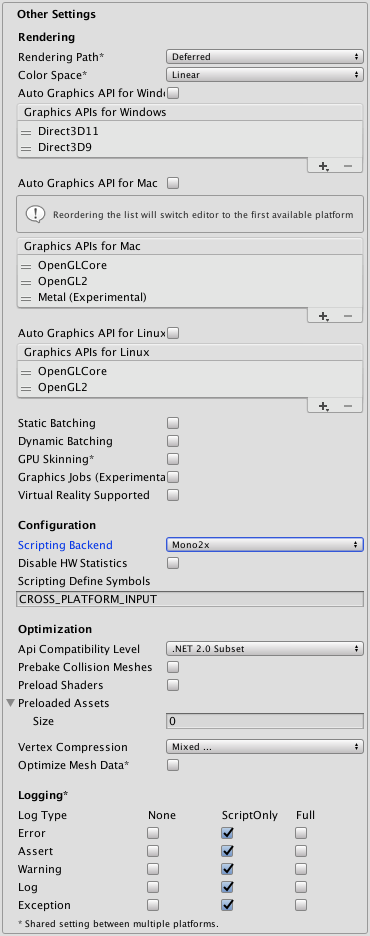 Other Settings
Rendering
Rendering Path* Deferred
Color Space* Linear
Auto Graphics API for Wind
Graphics APIs for Windows
Direct3D11
Direct3D9
Auto Graphics API for Mac
Reordering the list will switch editor to the first available platform
Graphics APIs for Mac
OpenGLCore
OpenGL2
Metal (Experimental)
Auto Graphics API for Linux
Graphics APIs for Linux
OpenGLCore
OpenGL2
Static Batching
Dynamic Batching
GPU Skinning*
Graphics Jobs (Experimenta
Virtual Reality Supported
Configuration
Scripting Backend Mono2x
Disable HW Statistics
Scripting Define Symbols
CROSS_PLATFORM_INPUT
Optimization
Api Compatibility Level .NET 2.0 Subset
Prebake Collision Meshes
Preload Shaders
Preloaded Assets
Size 0
Vertex Compression Mixed ...
Optimize Mesh Data*
Logging*
Log Type None ScriptOnly Full
Error
Assert
Warning
Log
Exception
* Shared setting between multiple platforms.